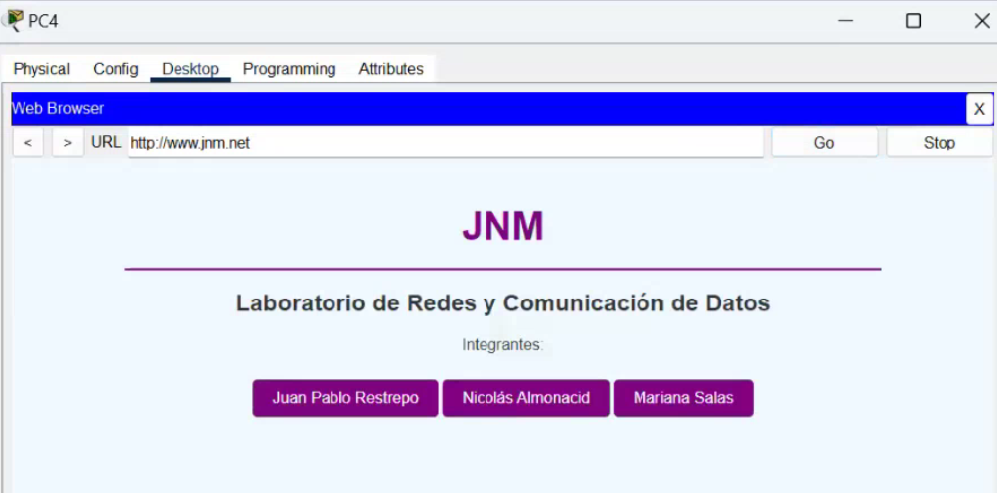 PC4
Physical Config Desktop Programming Attributes
Web Browser X
< > URL http://www.jnm.net Go Stop
JNM
Laboratorio de Redes y Comunicación de Datos
Integrantes:
Juan Pablo Restrepo Nicolás Almonacid Mariana Salas